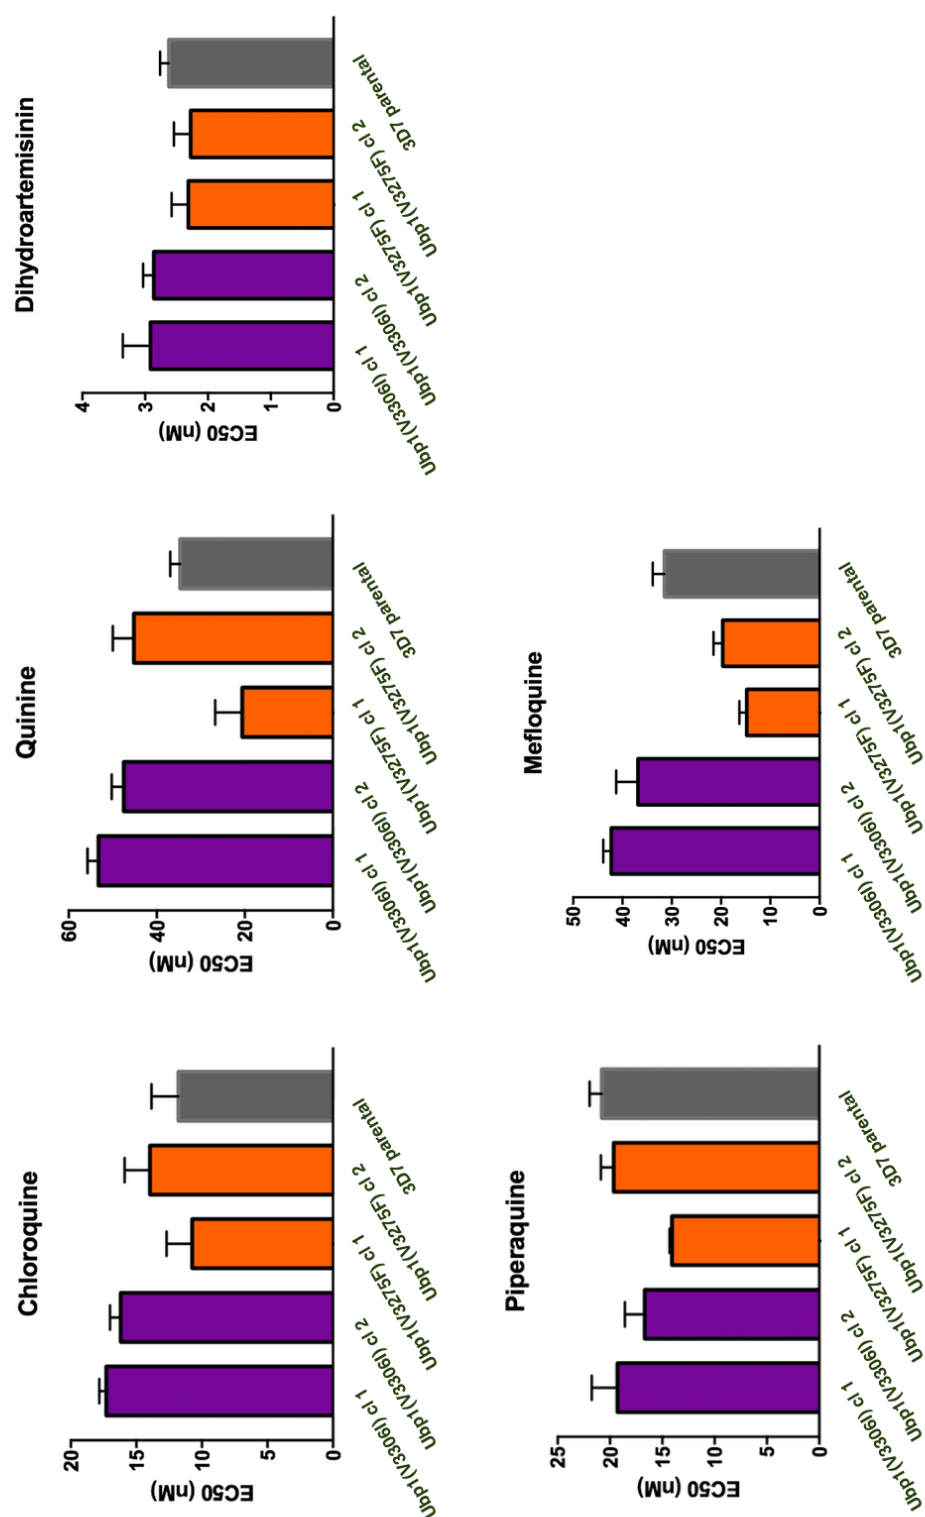 Chloroquine
EC50 (nM)
20
15
10
5
0
Ubp1(V3306I) cl 1
Ubp1(V3306I) cl 2
Ubp1(V3275F) cl 1
Ubp1(V3275F) cl 2
3D7 parental
Quinine
EC50 (nM)
60
40
20
0
Ubp1(V3306I) cl 1
Ubp1(V3306I) cl 2
Ubp1(V3275F) cl 1
Ubp1(V3275F) cl 2
3D7 parental
Dihydroartemisinin
EC50 (nM)
4
3
2
1
0
Ubp1(V3306I) cl 1
Ubp1(V3306I) cl 2
Ubp1(V3275F) cl 1
Ubp1(V3275F) cl 2
3D7 parental
Piperaquine
EC50 (nM)
25
20
15
10
5
0
Ubp1(V3306I) cl 1
Ubp1(V3306I) cl 2
Ubp1(V3275F) cl 1
Ubp1(V3275F) cl 2
3D7 parental
Mefloquine
EC50 (nM)
50
40
30
20
10
0
Ubp1(V3306I) cl 1
Ubp1(V3306I) cl 2
Ubp1(V3275F) cl 1
Ubp1(V3275F) cl 2
3D7 parental